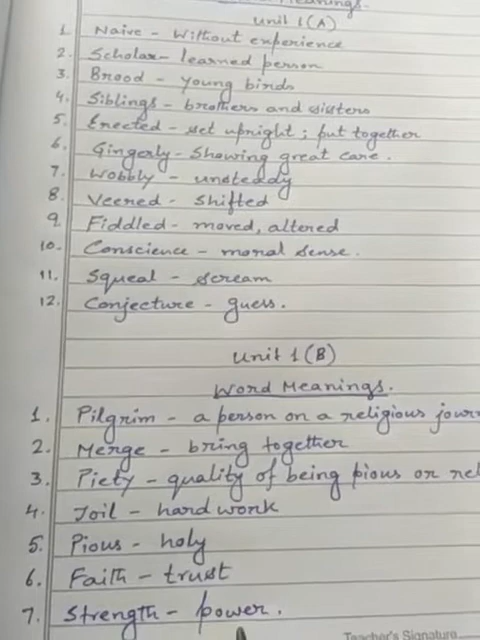 Meanings.
Unit 1(A)
1. Naive - Without experience
2. Scholar - learned person
3. Brood - young birds
4. Siblings - brothers and sisters
5. Erected - set upright ; put together
6. Gingerly - Showing great care.
7. Wobbly - unsteady
8. Veered - shifted
9. Fiddled - moved, altered
10. Conscience - moral sense.
11. Squeal - scream
12. Conjecture - guess.
Unit 1(B)
Word Meanings.
1. Pilgrim - a person on a religious jour
2. Merge - bring together
3. Piety - quality of being pious or rel
4. Toil - hard work
5. Pious - holy
6. Faith - trust
7. Strength - power.
Teacher's Signature